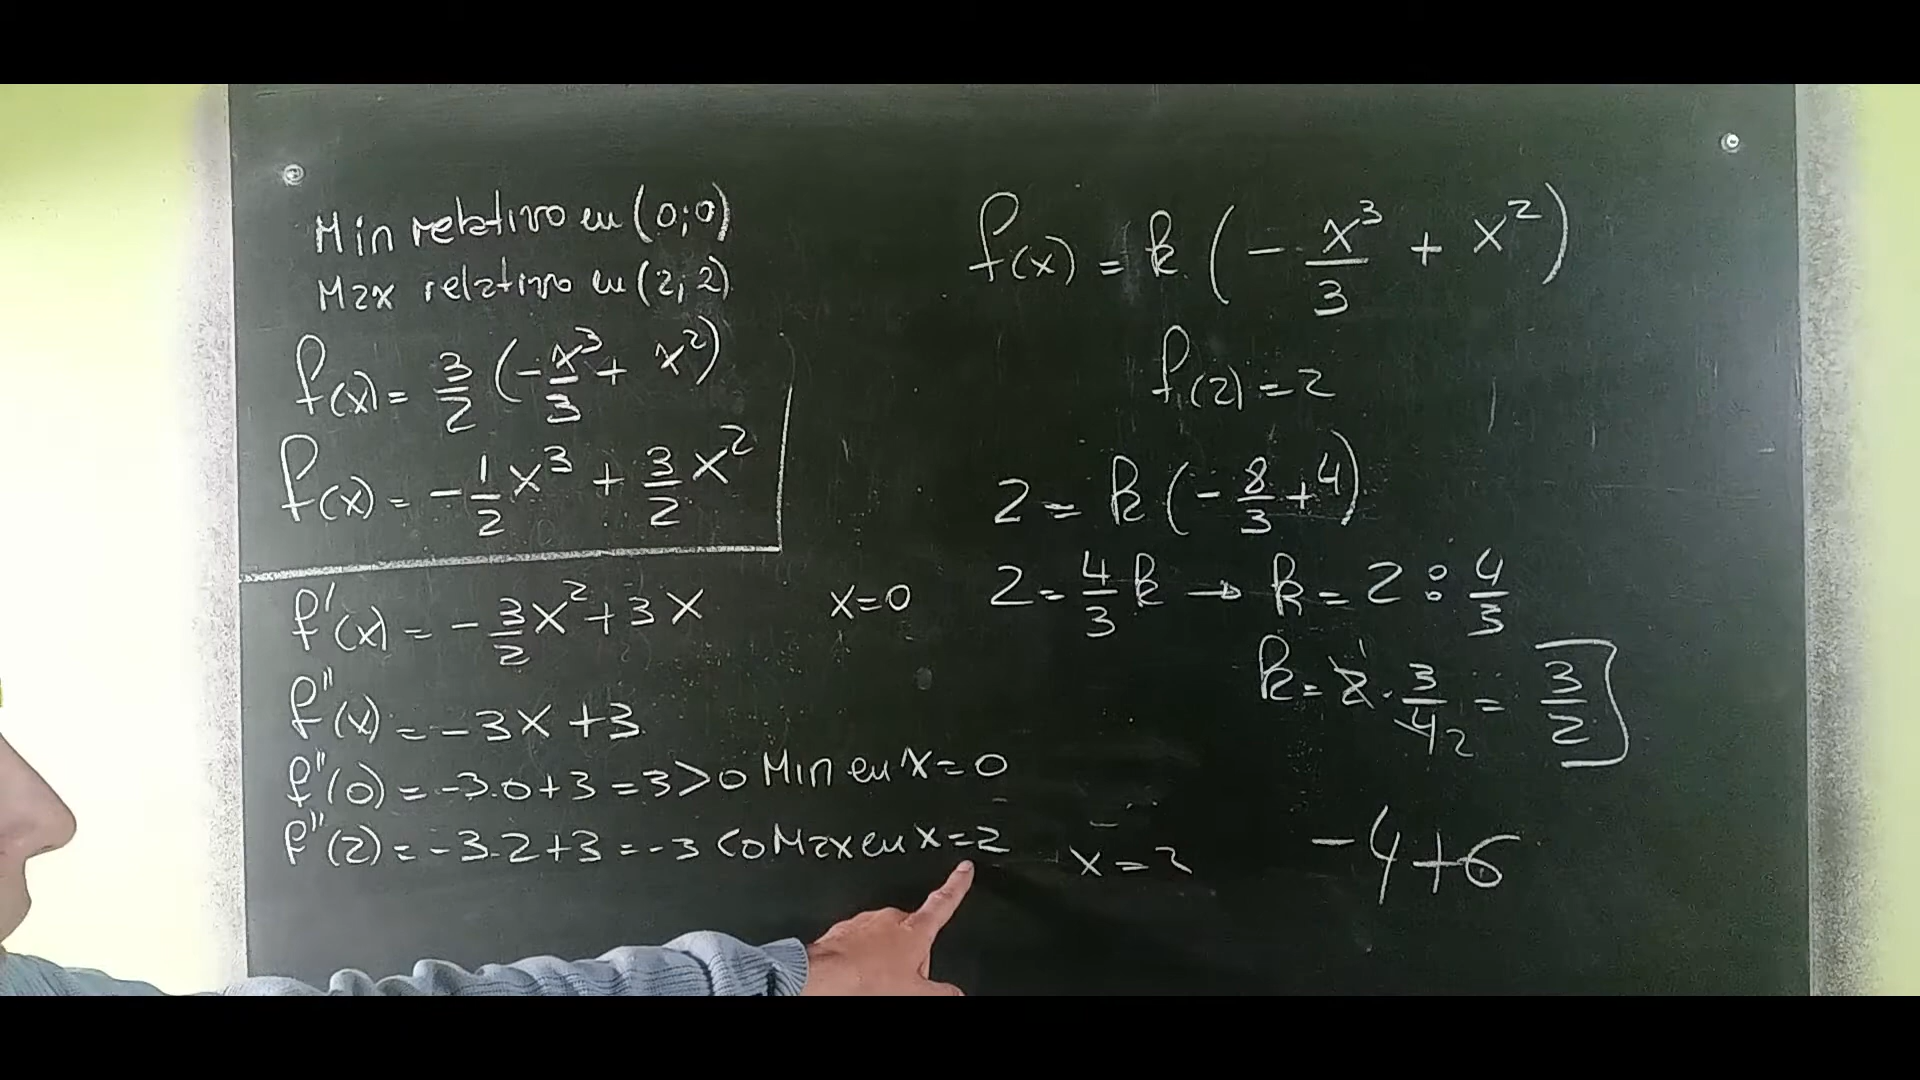 Min relativo en (0;0)
Max relativo en (2;2)
f(x) = 3/2 (-x³/3 + x²)
f(x) = -1/2 x³ + 3/2 x²
f'(x) = -3/2 x² + 3x
x=0
f''(x) = -3x + 3
f''(0) = -3.0+3 = 3>0 Min en x=0
f''(2) = -3.2+3 = -3 <0 Max en x=2
x=2
f(x) = k. (-x³/3 + x²)
f(2) = 2
2 = k (-8/3 + 4)
2 = 4/3 k → k = 2 : 4/3
k = 2 1 . 3/4 2 = 3/2
-4+6